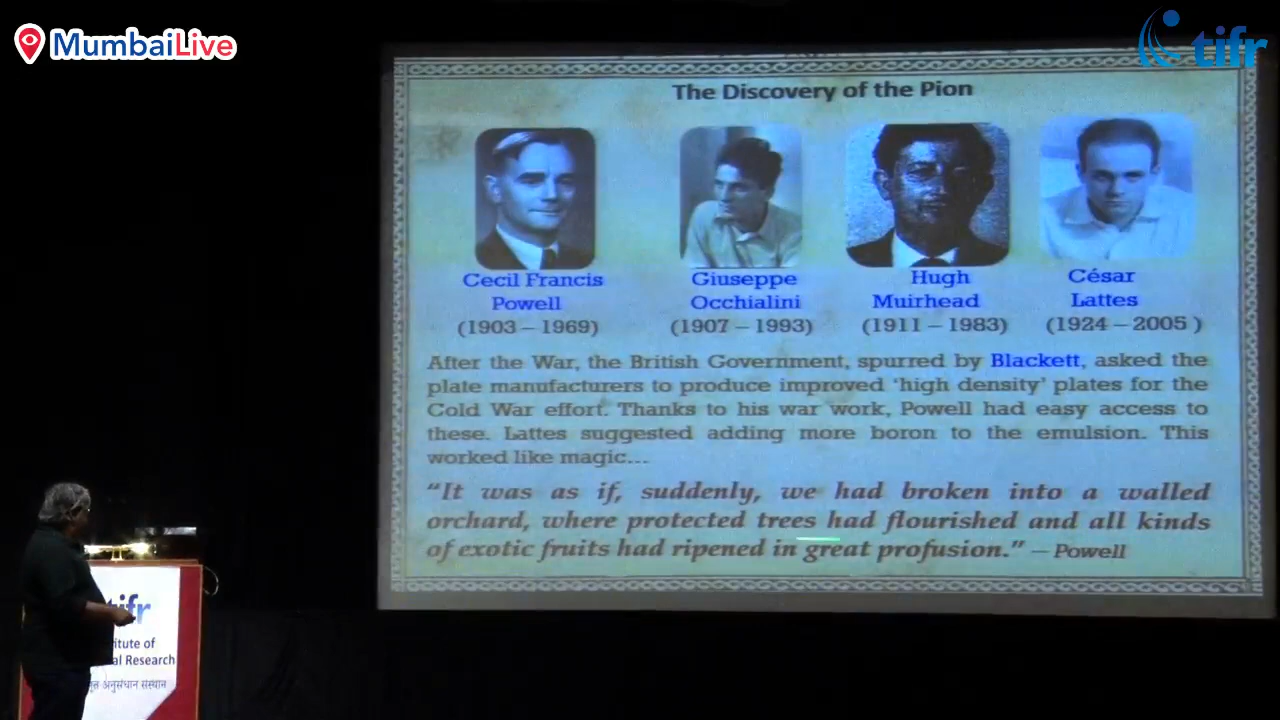 MumbaiLive
tifr
The Discovery of the Pion
Cecil Francis Powell
(1903 – 1969)
Giuseppe Occhialini
(1907 – 1993)
Hugh Muirhead
(1911 – 1983)
César Lattes
(1924 – 2005 )
After the War, the British Government, spurred by Blackett, asked the
plate manufacturers to produce improved ‘high density’ plates for the
Cold War effort. Thanks to his war work, Powell had easy access to
these. Lattes suggested adding more boron to the emulsion. This
worked like magic...
“It was as if, suddenly, we had broken into a walled
orchard, where protected trees had flourished and all kinds
of exotic fruits had ripened in great profusion.” – Powell
tifr
itute of
al Research
अनुसंधान संस्थान